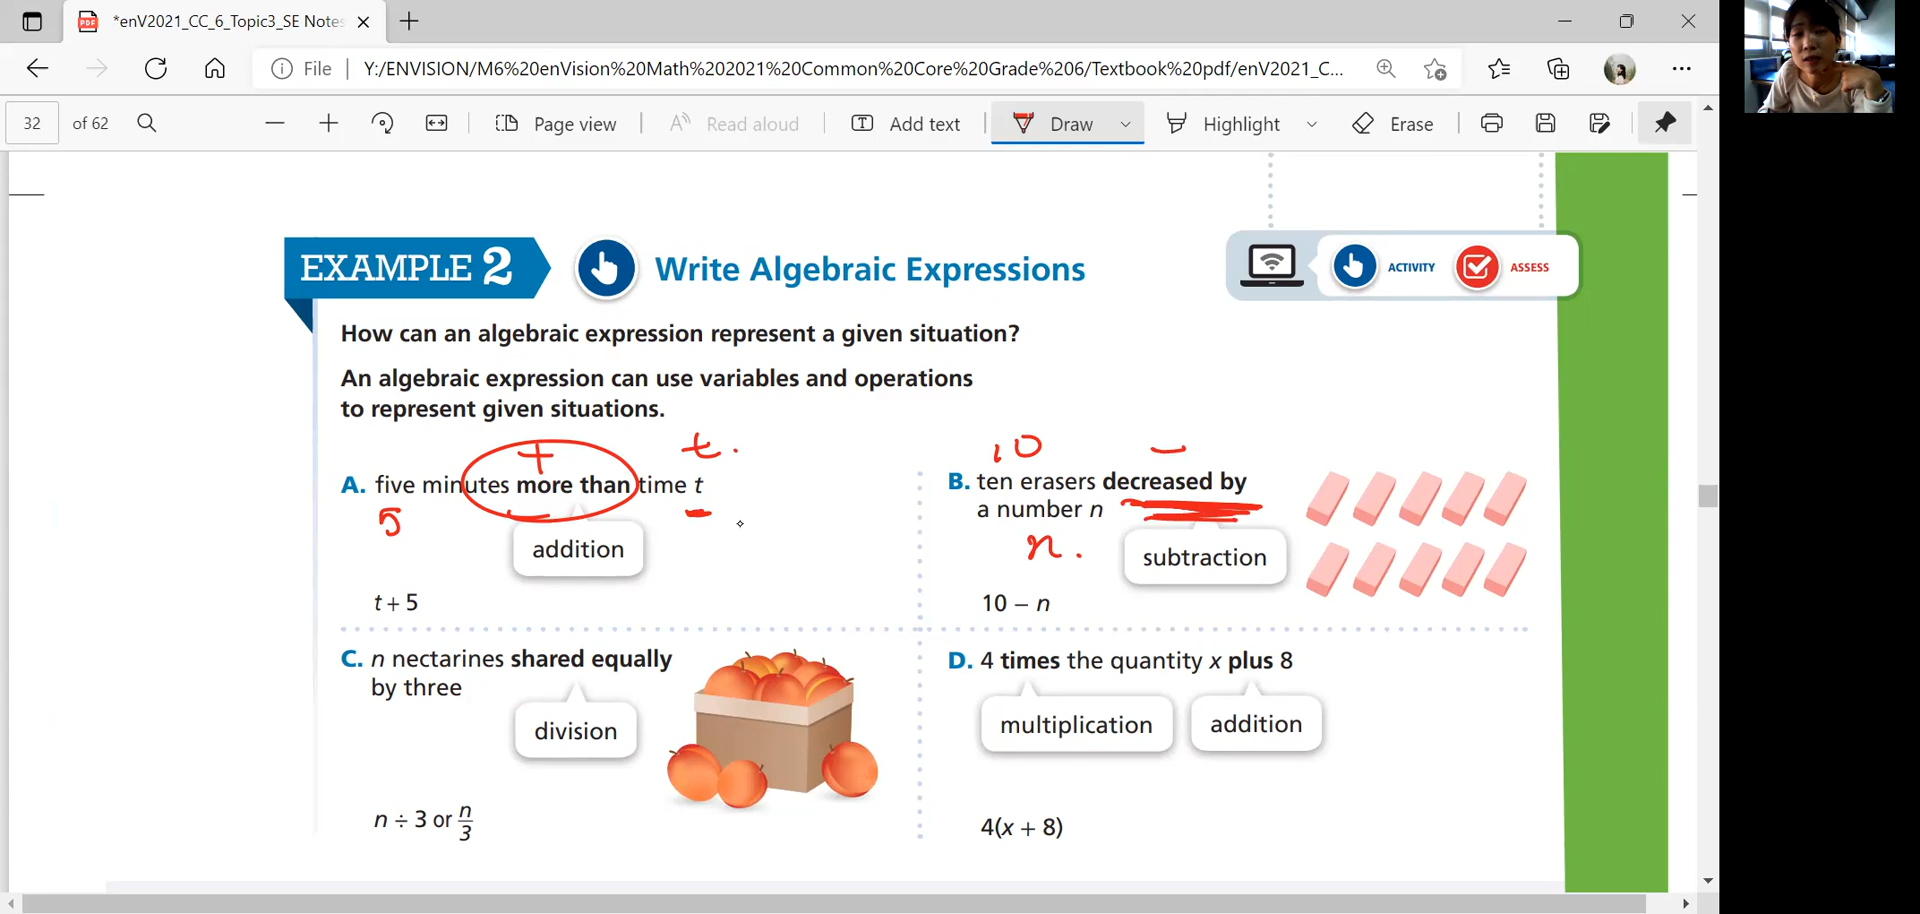 *enV2021_CC_6_Topic3_SE Notes
File
Y:/ENVISION/M6%20enVision%20Math%202021%20Common%20Core%20Grade%206/Textbook%20pdf/enV2021_C...
32 of 62
Page view
Read aloud
Add text
Draw
Highlight
Erase
EXAMPLE 2
Write Algebraic Expressions
ACTIVITY
ASSESS
How can an algebraic expression represent a given situation?
An algebraic expression can use variables and operations
to represent given situations.
+
t.
A. five minutes more than time t
5
addition
t + 5
10
−
B. ten erasers decreased by
a number n
n.
subtraction
10 − n
C. n nectarines shared equally
by three
division
n ÷ 3 or n/3
D. 4 times the quantity x plus 8
multiplication
addition
4(x + 8)